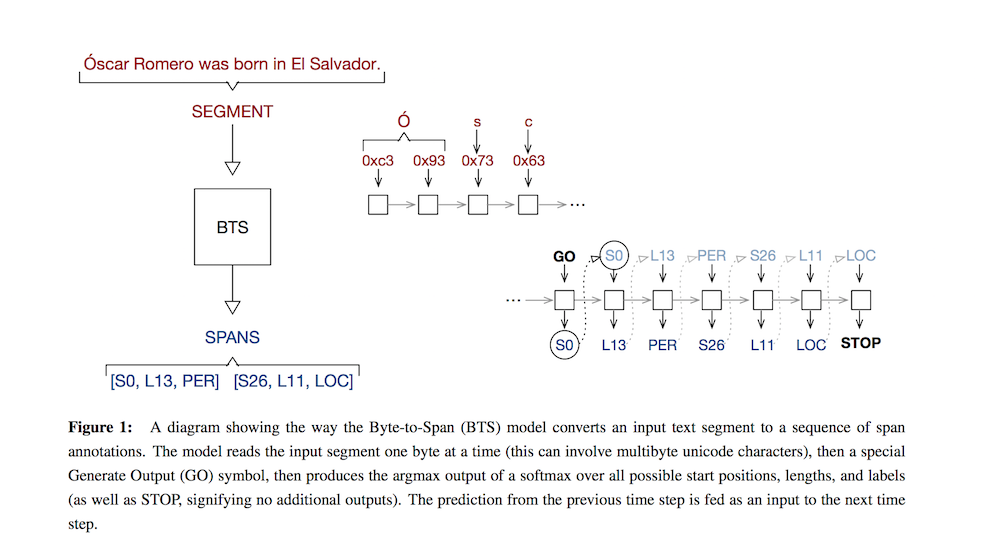 Óscar Romero was born in El Salvador.
SEGMENT
BTS
SPANS
[S0, L13, PER] [S26, L11, LOC]
Ó s c
0xc3 0x93 0x73 0x63
...
GO S0 L13 PER S26 L11 LOC
...
S0 L13 PER S26 L11 LOC STOP
Figure 1: A diagram showing the way the Byte-to-Span (BTS) model converts an input text segment to a sequence of span
annotations. The model reads the input segment one byte at a time (this can involve multibyte unicode characters), then a special
Generate Output (GO) symbol, then produces the argmax output of a softmax over all possible start positions, lengths, and labels
(as well as STOP, signifying no additional outputs). The prediction from the previous time step is fed as an input to the next time
step.